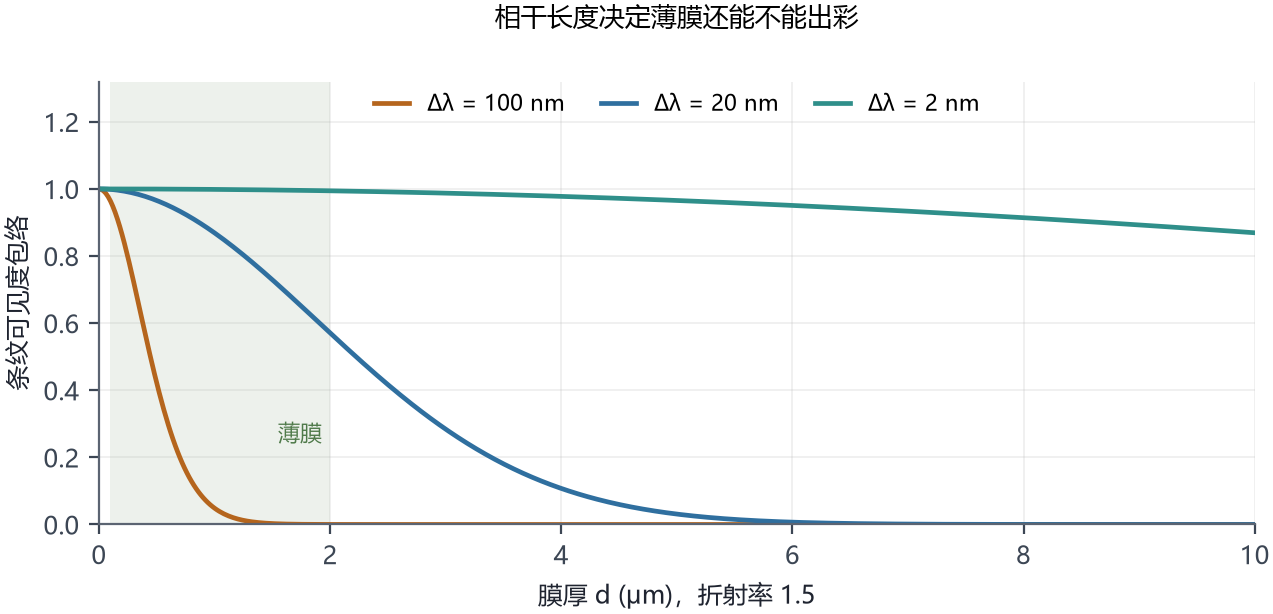 相干长度决定薄膜还能不能出彩
Δλ = 100 nm
Δλ = 20 nm
Δλ = 2 nm
条纹可见度包络
1.2
1.0
0.8
0.6
0.4
0.2
0.0
薄膜
0
2
4
6
8
10
膜厚 d (μm)，折射率 1.5